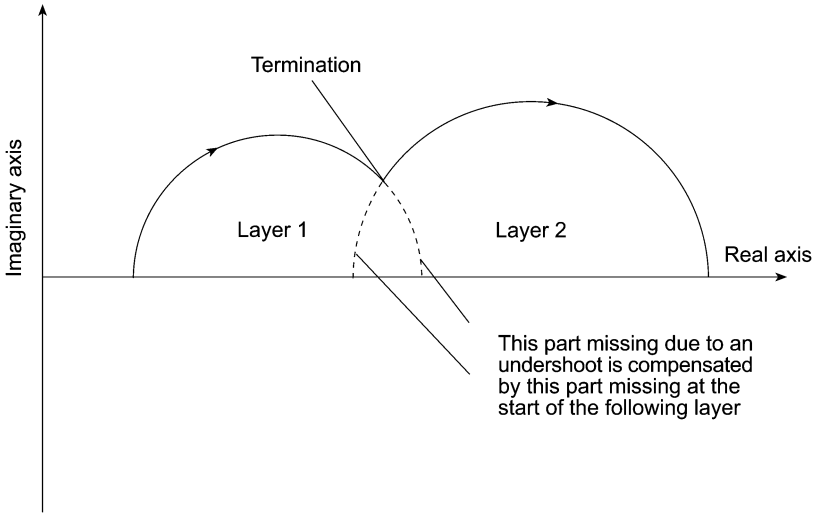 Termination
Imaginary axis
Layer 1
Layer 2
Real axis
This part missing due to an
undershoot is compensated
by this part missing at the
start of the following layer